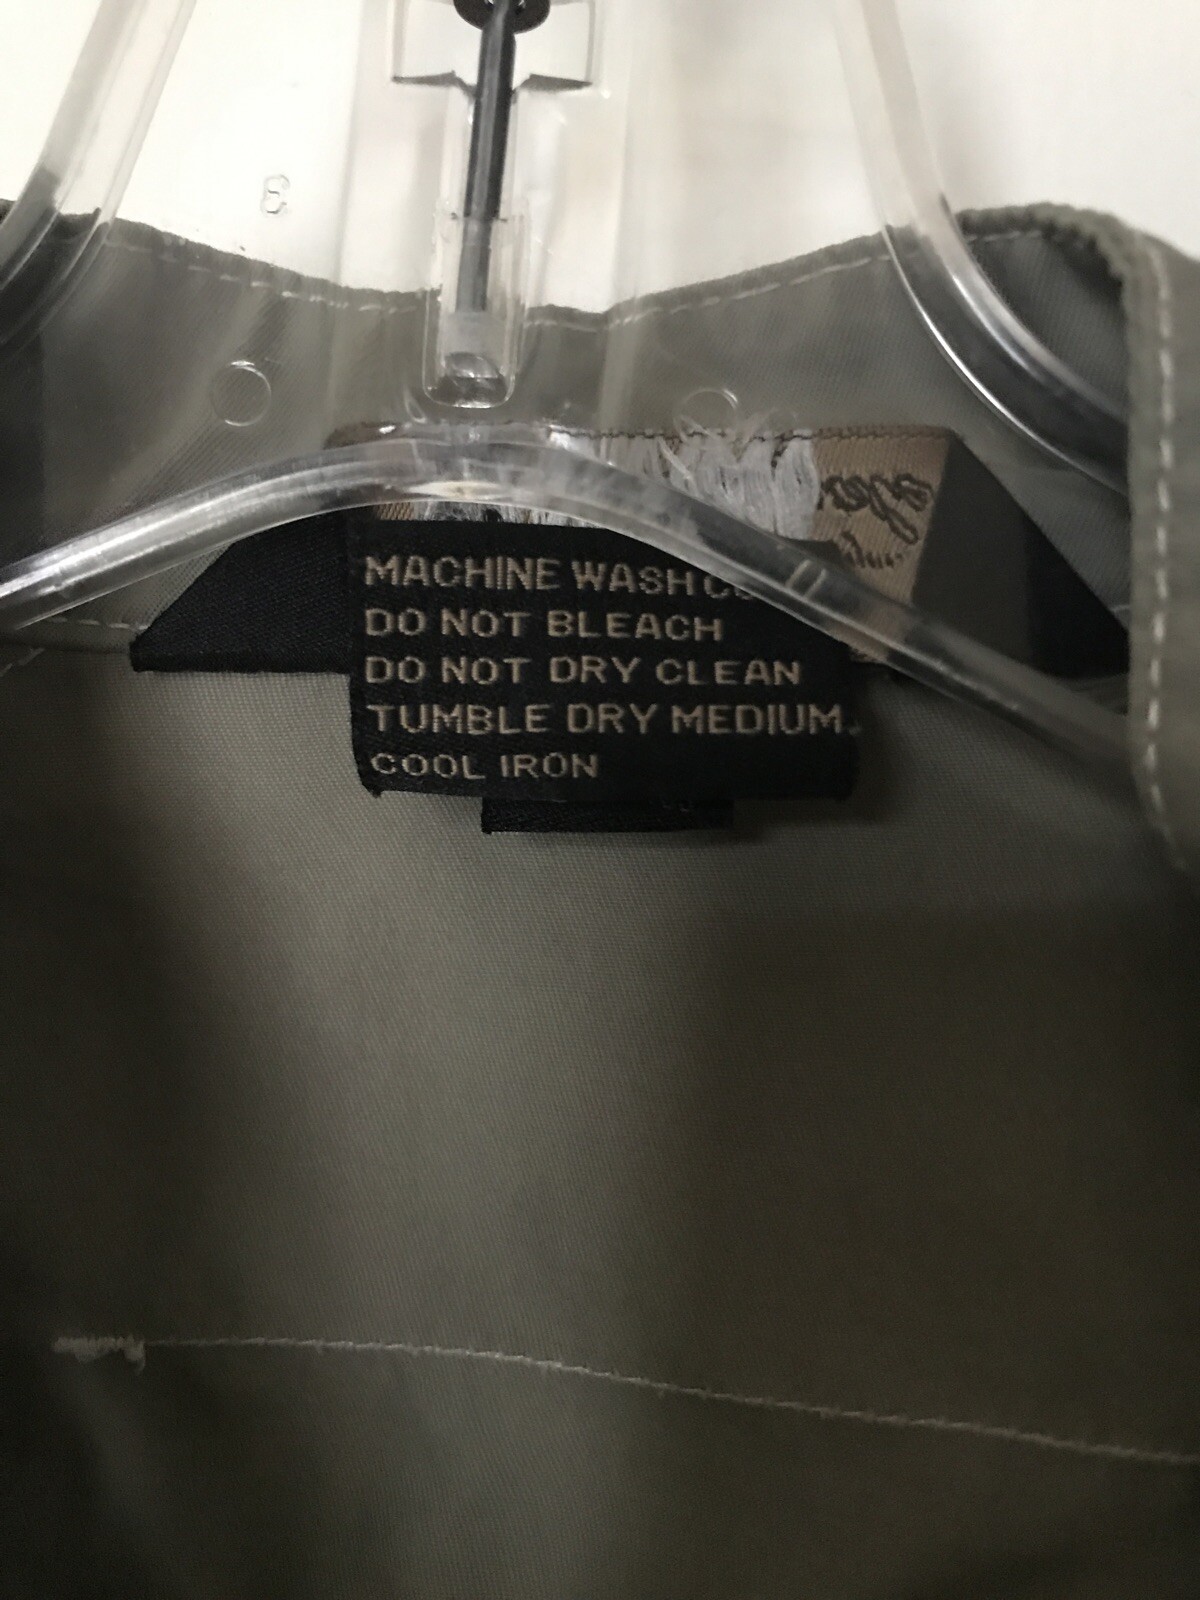 MACHINE WASH
DO NOT BLEACH
DO NOT DRY CLEAN
TUMBLE DRY MEDIUM.
COOL IRON